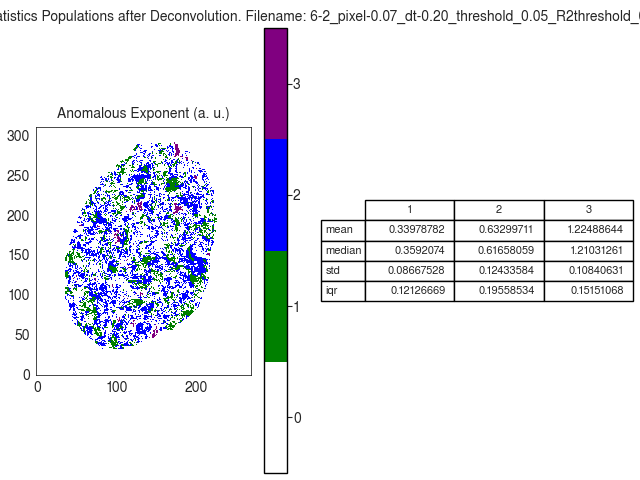 atistics Populations after Deconvolution. Filename: 6-2_pixel-0.07_dt-0.20_threshold_0.05_R2threshold_0
Anomalous Exponent (a. u.)
300
250
200
150
100
50
0
0 100 200
3
2
1
0
1 2 3
mean 0.33978782 0.63299711 1.22488644
median 0.3592074 0.61658059 1.21031261
std 0.08667528 0.12433584 0.10840631
iqr 0.12126669 0.19558534 0.15151068